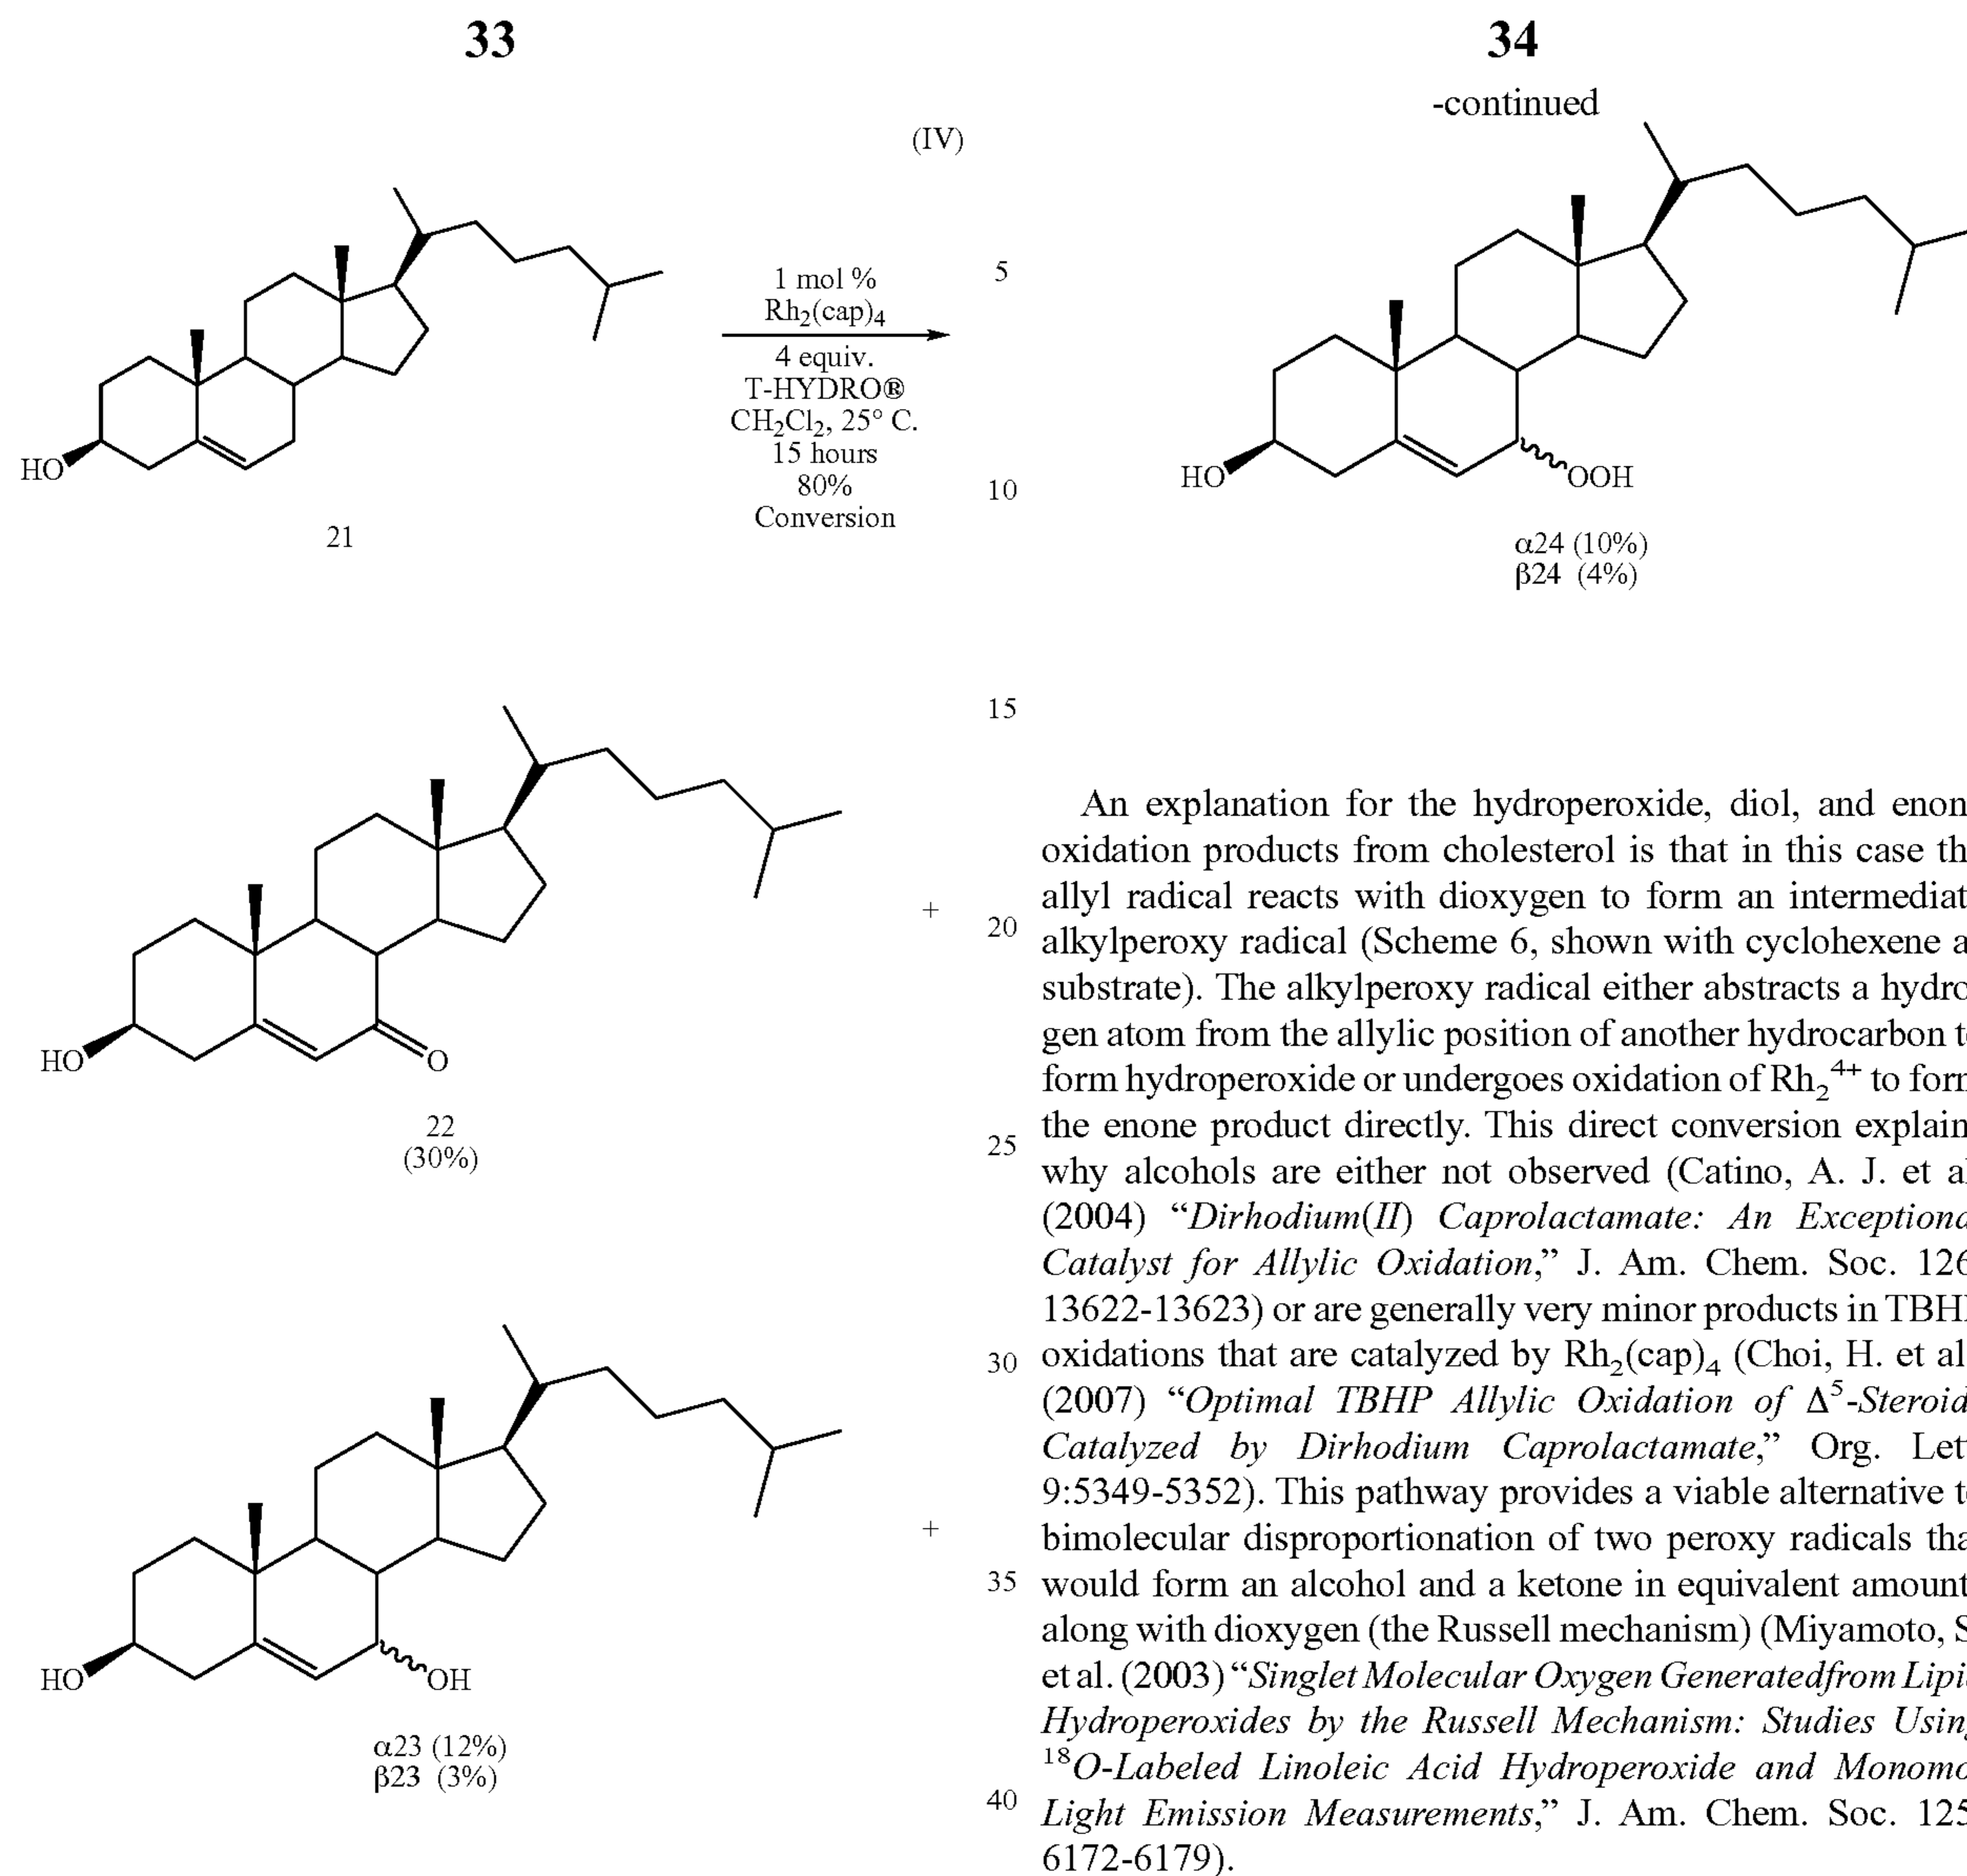 33
(IV)
1 mol %
Rh₂(cap)₄
4 equiv.
T-HYDRO®
CH₂Cl₂, 25° C.
15 hours
80%
Conversion
HO
21
+
HO
O
22
(30%)
+
HO
OH
α23 (12%)
β23 (3%)
5
10
15
20
25
30
35
40
34
-continued
HO
OOH
α24 (10%)
β24 (4%)
An explanation for the hydroperoxide, diol, and enon
oxidation products from cholesterol is that in this case th
allyl radical reacts with dioxygen to form an intermediat
alkylperoxy radical (Scheme 6, shown with cyclohexene a
substrate). The alkylperoxy radical either abstracts a hydro
gen atom from the allylic position of another hydrocarbon to
form hydroperoxide or undergoes oxidation of Rh₂⁴⁺ to form
the enone product directly. This direct conversion explain
why alcohols are either not observed (Catino, A. J. et al
(2004) “Dirhodium(II) Caprolactamate: An Exceptiona
Catalyst for Allylic Oxidation,” J. Am. Chem. Soc. 126
13622-13623) or are generally very minor products in TBHP
oxidations that are catalyzed by Rh₂(cap)₄ (Choi, H. et al
(2007) “Optimal TBHP Allylic Oxidation of Δ⁵-Steroid
Catalyzed by Dirhodium Caprolactamate,” Org. Let
9:5349-5352). This pathway provides a viable alternative to
bimolecular disproportionation of two peroxy radicals tha
would form an alcohol and a ketone in equivalent amount
along with dioxygen (the Russell mechanism) (Miyamoto, S
et al. (2003) “Singlet Molecular Oxygen Generatedfrom Lipi
Hydroperoxides by the Russell Mechanism: Studies Using
¹⁸O-Labeled Linoleic Acid Hydroperoxide and Monomo
Light Emission Measurements,” J. Am. Chem. Soc. 125
6172-6179).